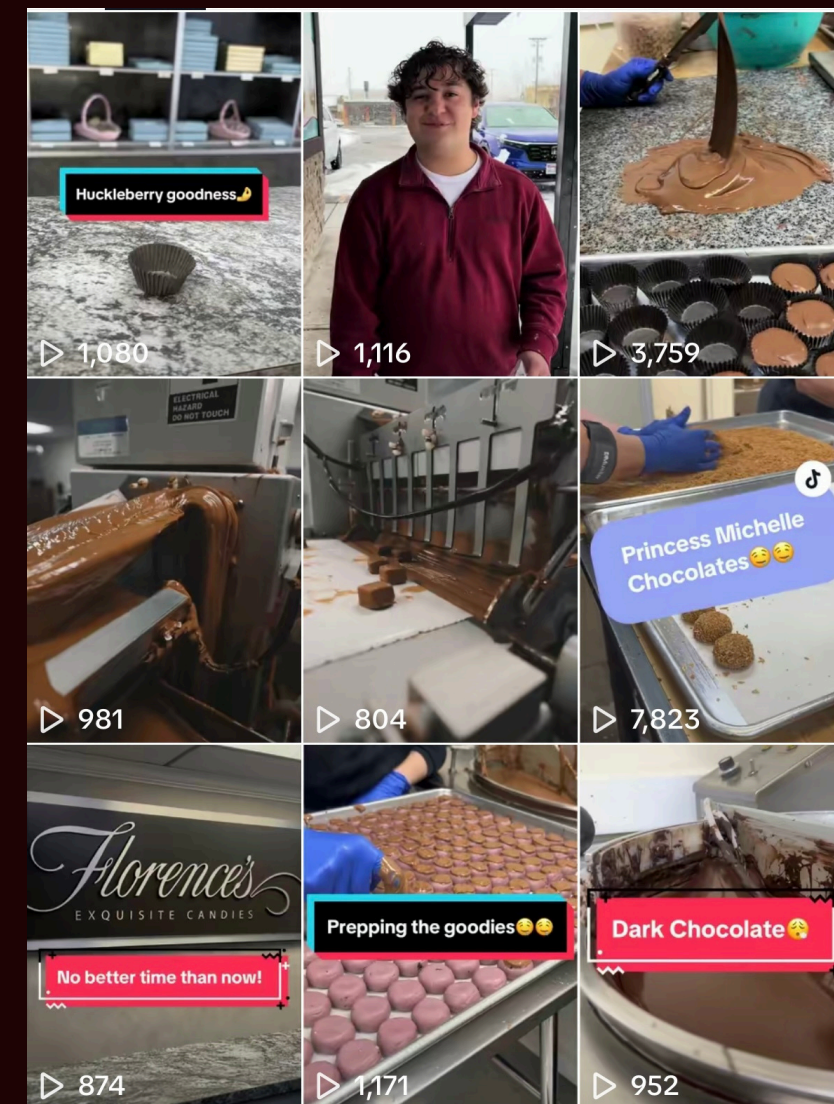 Huckleberry goodness🤌
1,080
1,116
3,759
ELECTRICAL
HAZARD
DO NOT TOUCH
981
804
Princess Michelle
Chocolates🤤🤤
7,823
Florence's
EXQUISITE CANDIES
No better time than now!
874
Prepping the goodies🤤🤤
1,171
Dark Chocolate😮‍💨
952